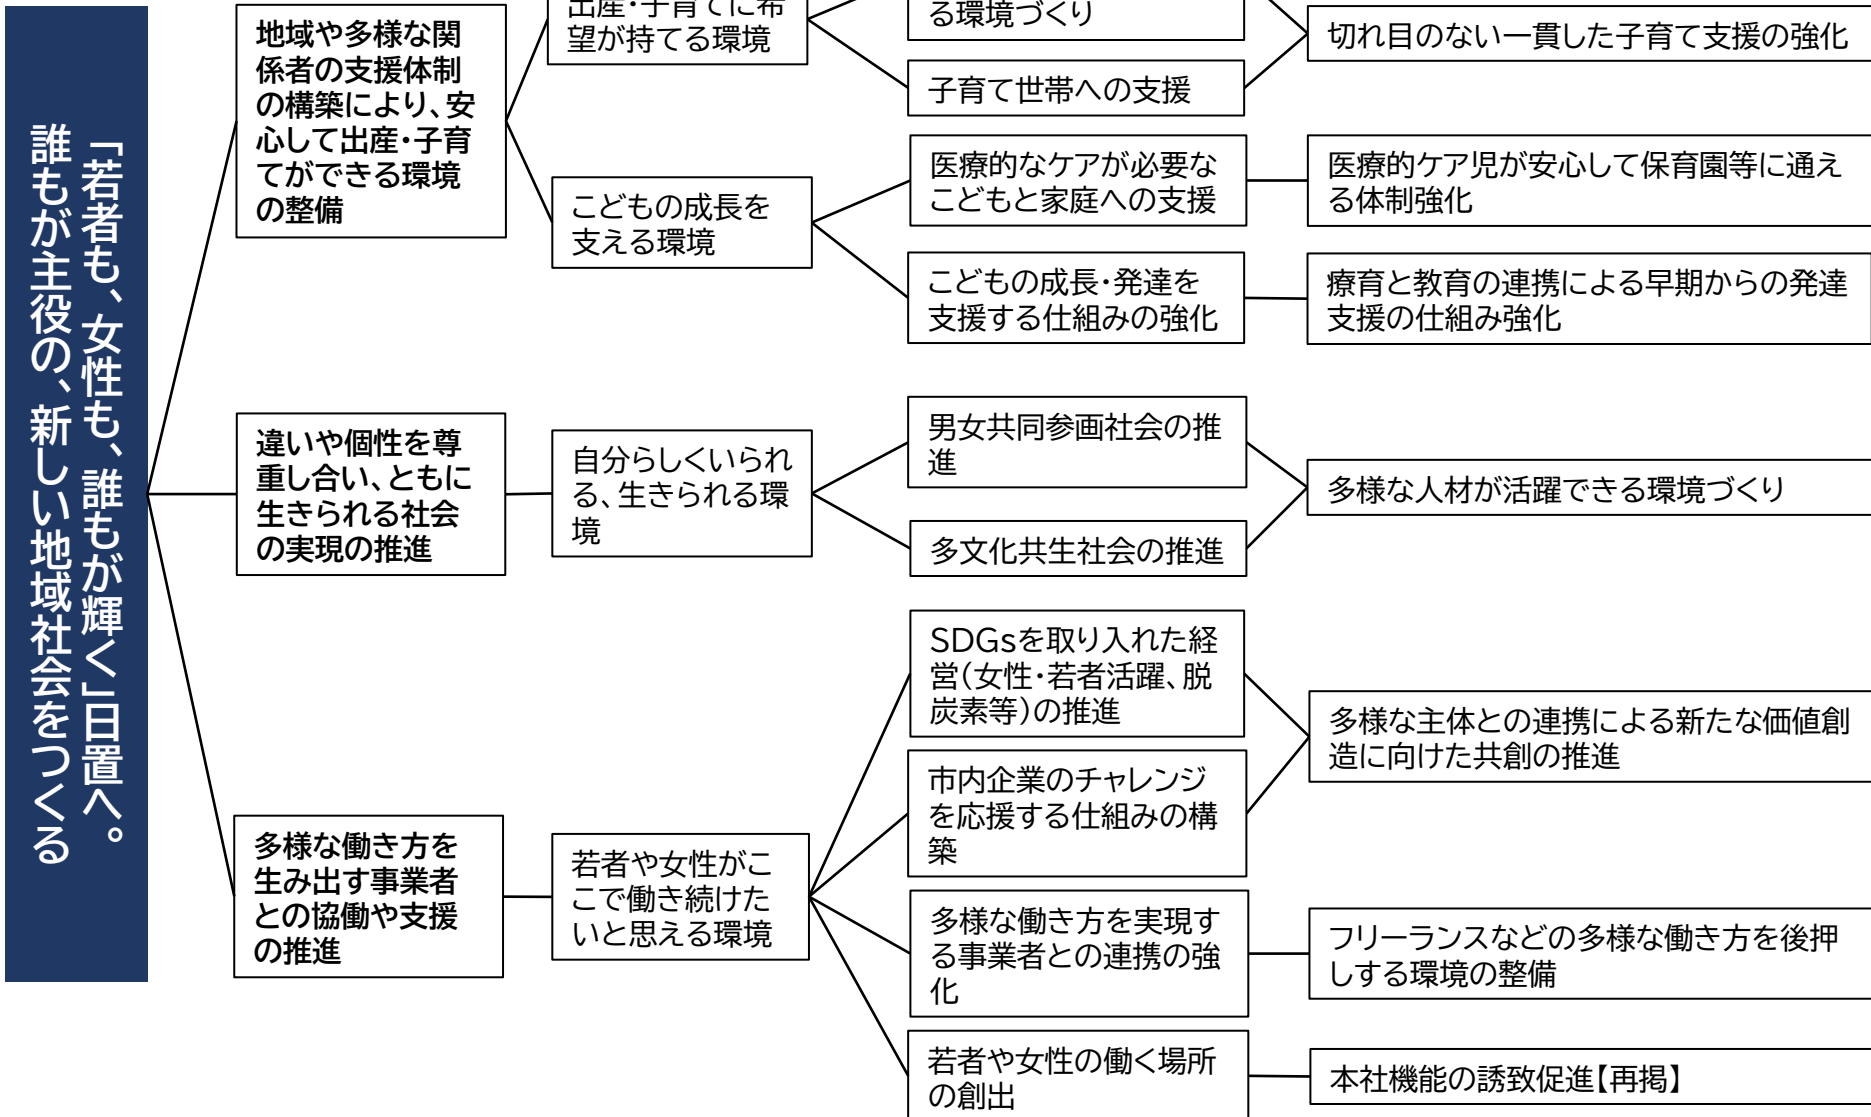 「若者も、女性も、誰もが輝く」日置へ。
誰もが主役の、新しい地域社会をつくる
地域や多様な関
係者の支援体制
の構築により、安
心して出産・子育
てができる環境
の整備
出産・子育てに希
望が持てる環境
る環境づくり
子育て世帯への支援
切れ目のない一貫した子育て支援の強化
こどもの成長を
支える環境
医療的なケアが必要な
こどもと家庭への支援
医療的ケア児が安心して保育園等に通え
る体制強化
こどもの成長・発達を
支援する仕組みの強化
療育と教育の連携による早期からの発達
支援の仕組み強化
違いや個性を尊
重し合い、ともに
生きられる社会
の実現の推進
自分らしくいられ
る、生きられる環
境
男女共同参画社会の推
進
多文化共生社会の推進
多様な人材が活躍できる環境づくり
多様な働き方を
生み出す事業者
との協働や支援
の推進
若者や女性がこ
こで働き続けた
いと思える環境
SDGsを取り入れた経
営(女性・若者活躍、脱
炭素等)の推進
市内企業のチャレンジ
を応援する仕組みの構
築
多様な主体との連携による新たな価値創
造に向けた共創の推進
多様な働き方を実現す
る事業者との連携の強
化
フリーランスなどの多様な働き方を後押
しする環境の整備
若者や女性の働く場所
の創出
本社機能の誘致促進【再掲】